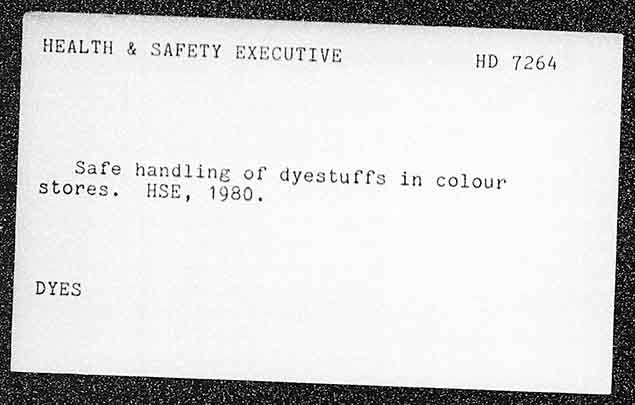 HEALTH & SAFETY EXECUTIVE HD 7264
Safe handling of dyestuffs in colour
stores. HSE, 1980.
DYES